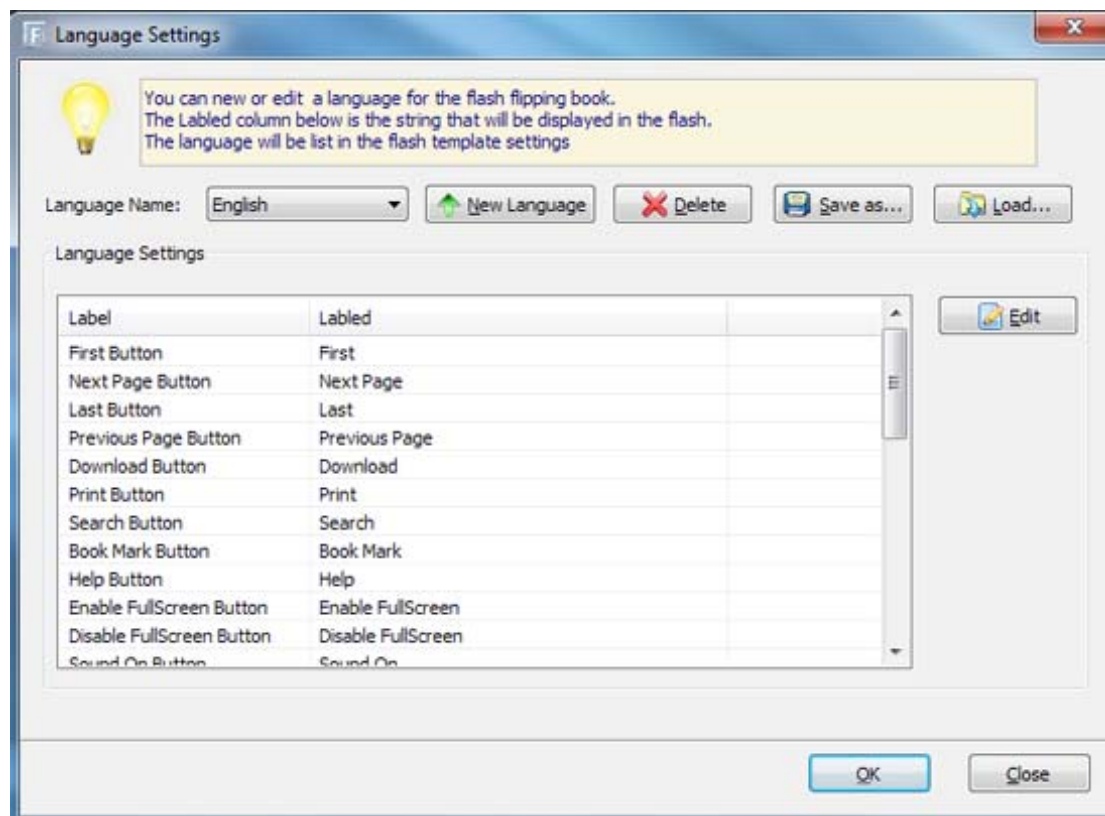 Language Settings
You can new or edit a language for the flash flipping book.
The Labled column below is the string that will be displayed in the flash.
The language will be list in the flash template settings
Language Name: English New Language Delete Save as... Load...
Language Settings
Label Labled
Edit
First Button First
Next Page Button Next Page
Last Button Last
Previous Page Button Previous Page
Download Button Download
Print Button Print
Search Button Search
Book Mark Button Book Mark
Help Button Help
Enable FullScreen Button Enable FullScreen
Disable FullScreen Button Disable FullScreen
Sound On Button Sound On
OK Close